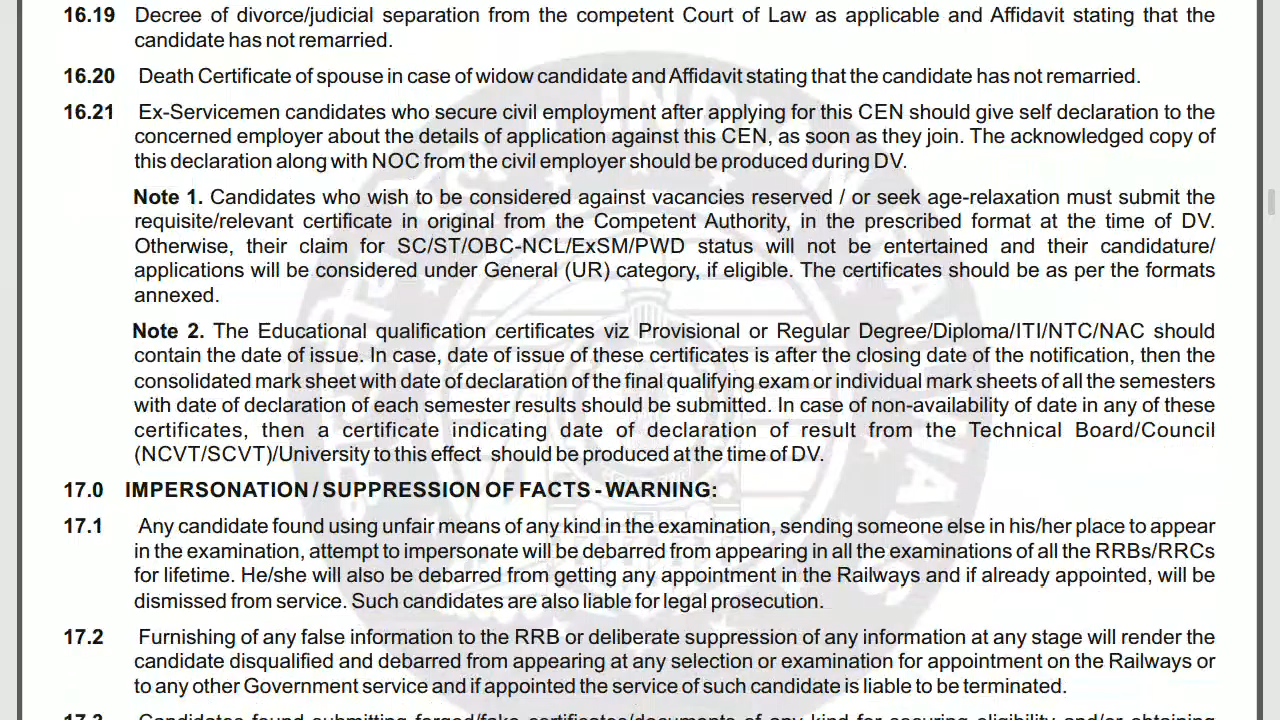 16.19 Decree of divorce/judicial separation from the competent Court of Law as applicable and Affidavit stating that the
candidate has not remarried.
16.20 Death Certificate of spouse in case of widow candidate and Affidavit stating that the candidate has not remarried.
16.21 Ex-Servicemen candidates who secure civil employment after applying for this CEN should give self declaration to the
concerned employer about the details of application against this CEN, as soon as they join. The acknowledged copy of
this declaration along with NOC from the civil employer should be produced during DV.
Note 1. Candidates who wish to be considered against vacancies reserved / or seek age-relaxation must submit the
requisite/relevant certificate in original from the Competent Authority, in the prescribed format at the time of DV.
Otherwise, their claim for SC/ST/OBC-NCL/ExSM/PWD status will not be entertained and their candidature/
applications will be considered under General (UR) category, if eligible. The certificates should be as per the formats
annexed.
Note 2. The Educational qualification certificates viz Provisional or Regular Degree/Diploma/ITI/NTC/NAC should
contain the date of issue. In case, date of issue of these certificates is after the closing date of the notification, then the
consolidated mark sheet with date of declaration of the final qualifying exam or individual mark sheets of all the semesters
with date of declaration of each semester results should be submitted. In case of non-availability of date in any of these
certificates, then a certificate indicating date of declaration of result from the Technical Board/Council
(NCVT/SCVT)/University to this effect should be produced at the time of DV.
17.0 IMPERSONATION / SUPPRESSION OF FACTS - WARNING:
17.1 Any candidate found using unfair means of any kind in the examination, sending someone else in his/her place to appear
in the examination, attempt to impersonate will be debarred from appearing in all the examinations of all the RRBs/RRCs
for lifetime. He/she will also be debarred from getting any appointment in the Railways and if already appointed, will be
dismissed from service. Such candidates are also liable for legal prosecution.
17.2 Furnishing of any false information to the RRB or deliberate suppression of any information at any stage will render the
candidate disqualified and debarred from appearing at any selection or examination for appointment on the Railways or
to any other Government service and if appointed the service of such candidate is liable to be terminated.
17.3 Candidates found submitting forged/fake certificates/documents of any kind for securing eligibility and/or obtaining
INDIAN RAILWAYS